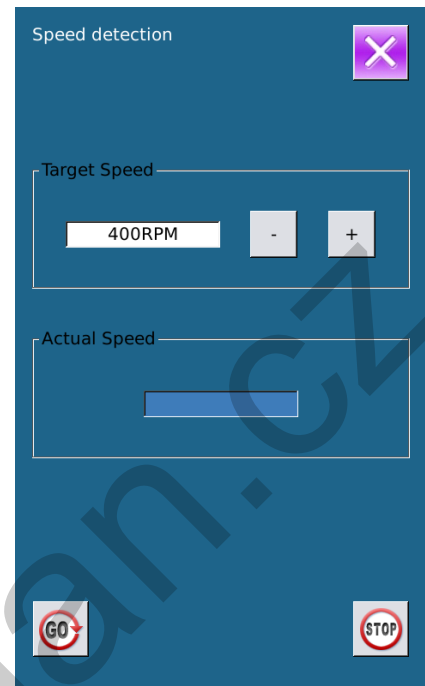 Speed detection
Target Speed
400RPM - +
Actual Speed
GO STOP
an.cz